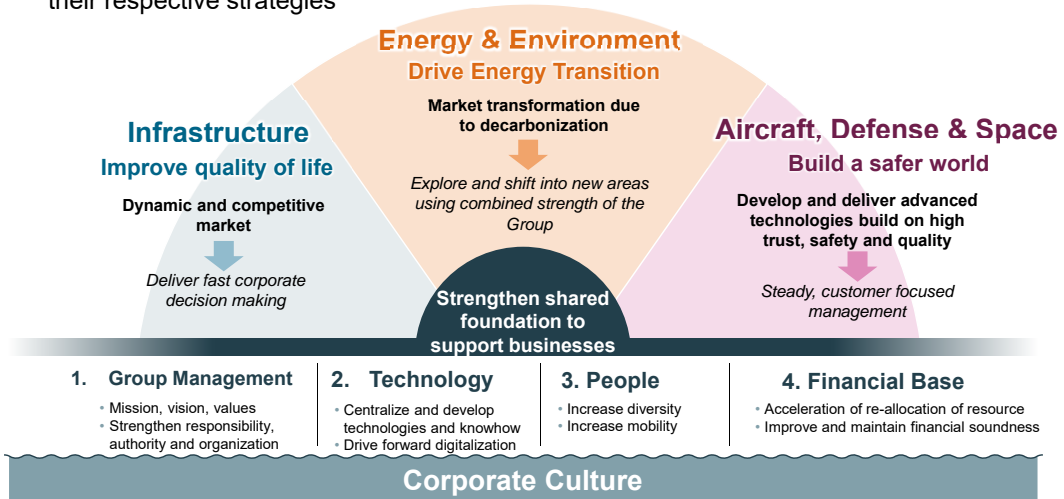 their respective strategies
Energy & Environment
Drive Energy Transition
Market transformation due
to decarbonization
Explore and shift into new areas
using combined strength of the
Group
Infrastructure
Improve quality of life
Dynamic and competitive
market
Deliver fast corporate
decision making
Aircraft, Defense & Space
Build a safer world
Develop and deliver advanced
technologies build on high
trust, safety and quality
Steady, customer focused
management
Strengthen shared
foundation to
support businesses
1. Group Management
• Mission, vision, values
• Strengthen responsibility,
authority and organization
2. Technology
• Centralize and develop
technologies and knowhow
• Drive forward digitalization
3. People
• Increase diversity
• Increase mobility
4. Financial Base
• Acceleration of re-allocation of resource
• Improve and maintain financial soundness
Corporate Culture